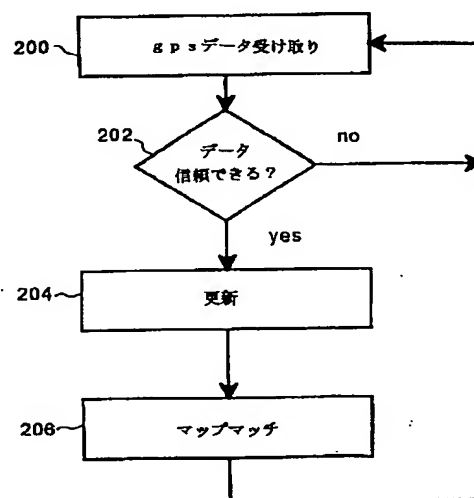 200
gpsデータ受け取り
202
データ
信頼できる？
no
yes
204
更新
206
マップマッチ